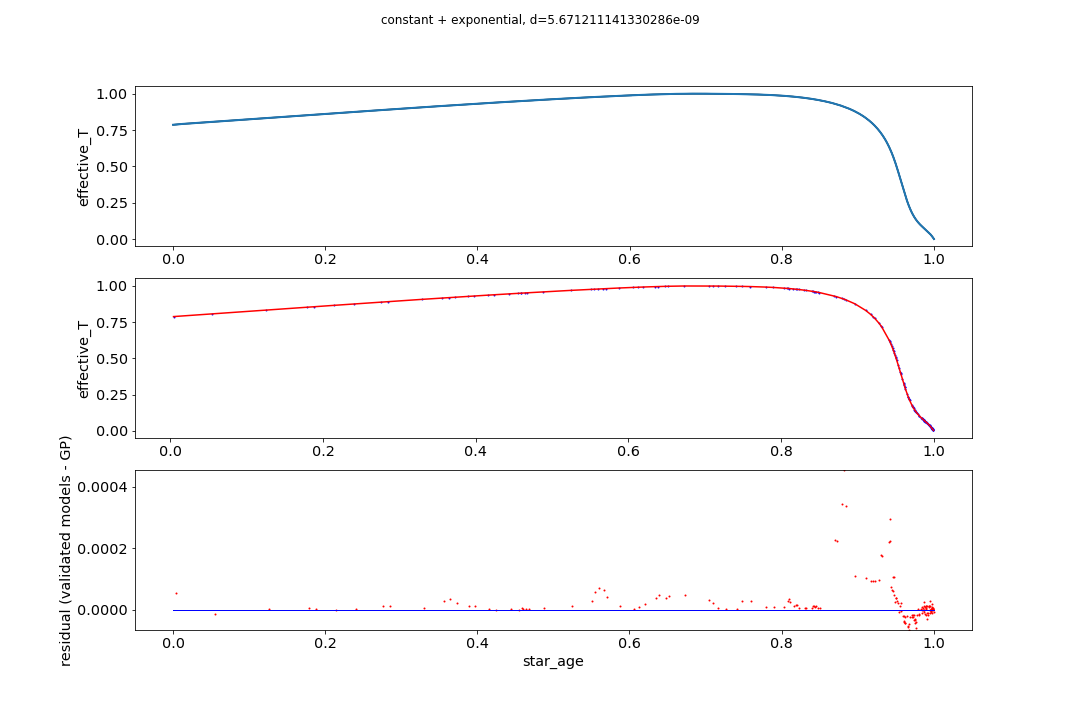 constant + exponential, d=5.671211141330286e-09
effective_T
1.00
0.75
0.50
0.25
0.00
0.0 0.2 0.4 0.6 0.8 1.0
effective_T
1.00
0.75
0.50
0.25
0.00
0.0 0.2 0.4 0.6 0.8 1.0
residual (validated models - GP)
0.0004
0.0002
0.0000
0.0 0.2 0.4 0.6 0.8 1.0
star_age